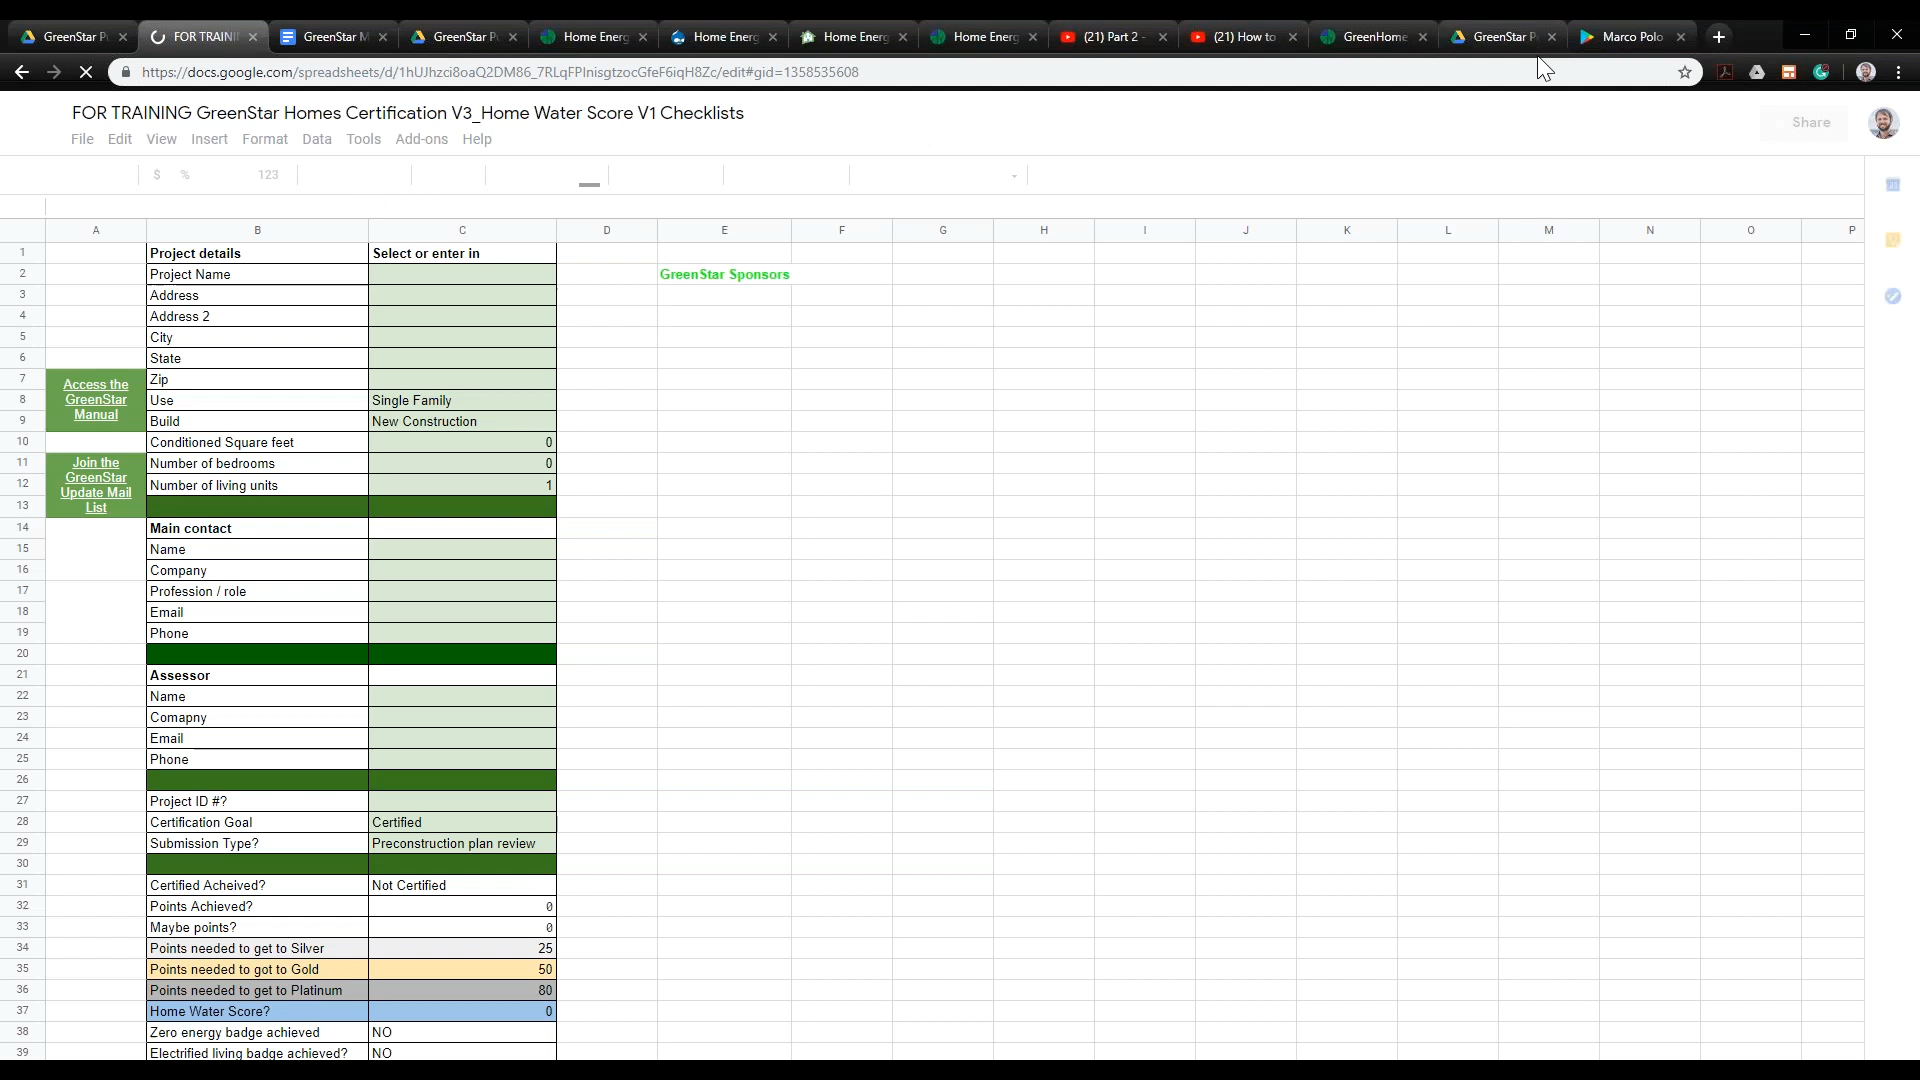 GreenStar P
FOR TRAINI
GreenStar M
GreenStar P
Home Energ
Home Energ
Home Energ
Home Energ
(21) Part 2 -
(21) How to
GreenHome
GreenStar P
Marco Polo
https://docs.google.com/spreadsheets/d/1hUJhzci8oaQ2DM86_7RLqFPInisgtzocGfeF6iqH8Zc/edit#gid=1358535608
FOR TRAINING GreenStar Homes Certification V3_Home Water Score V1 Checklists
File Edit View Insert Format Data Tools Add-ons Help
Share
$ % 123
A B C D E F G H I J K L M N O P
1 Project details Select or enter in
2 Project Name GreenStar Sponsors
3 Address
4 Address 2
5 City
6 State
7 Zip
8 Use Single Family
9 Build New Construction
Access the
GreenStar
Manual
10 Conditioned Square feet 0
11 Number of bedrooms 0
12 Number of living units 1
13
Join the
GreenStar
Update Mail
List
14 Main contact
15 Name
16 Company
17 Profession / role
18 Email
19 Phone
20
21 Assessor
22 Name
23 Comapny
24 Email
25 Phone
26
27 Project ID #?
28 Certification Goal Certified
29 Submission Type? Preconstruction plan review
30
31 Certified Acheived? Not Certified
32 Points Achieved? 0
33 Maybe points? 0
34 Points needed to get to Silver 25
35 Points needed to got to Gold 50
36 Points needed to get to Platinum 80
37 Home Water Score? 0
38 Zero energy badge achieved NO
39 Electrified living badge achieved? NO